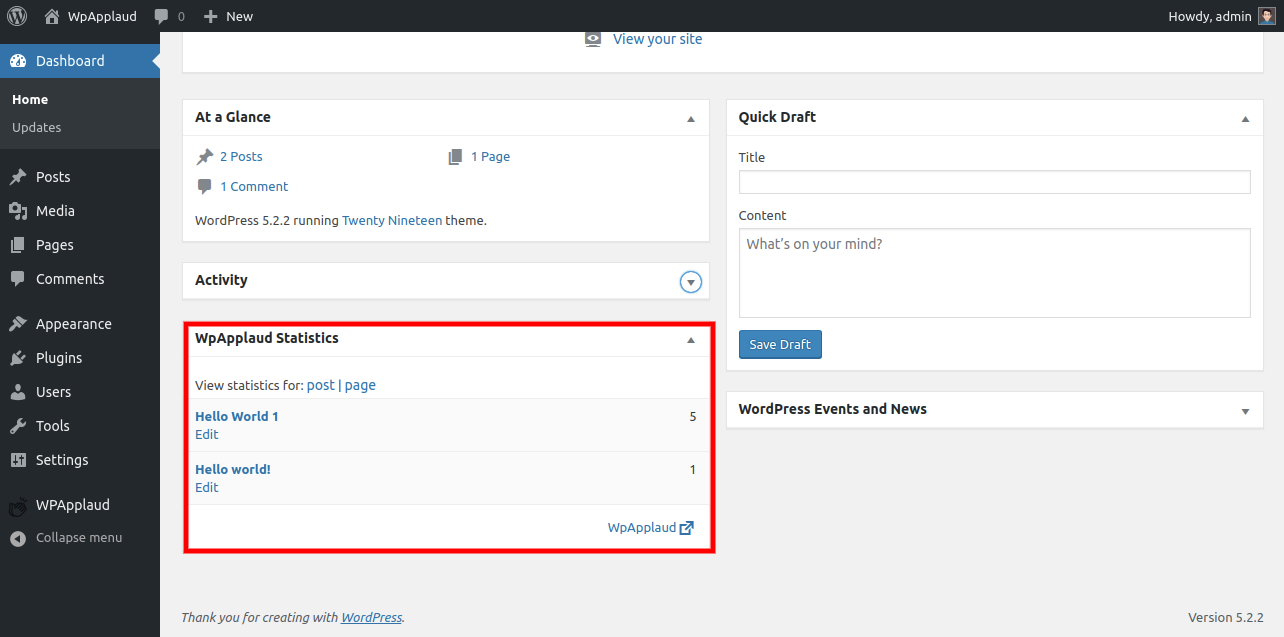 WpApplaud 0 New Howdy, admin
Dashboard
Home
Updates
Posts
Media
Pages
Comments
Appearance
Plugins
Users
Tools
Settings
WPApplaud
Collapse menu
View your site
At a Glance
2 Posts 1 Page
1 Comment
WordPress 5.2.2 running Twenty Nineteen theme.
Activity
WpApplaud Statistics
View statistics for: post | page
Hello World 1 5
Edit
Hello world! 1
Edit
WpApplaud
Quick Draft
Title
Content
What's on your mind?
Save Draft
WordPress Events and News
Thank you for creating with WordPress. Version 5.2.2